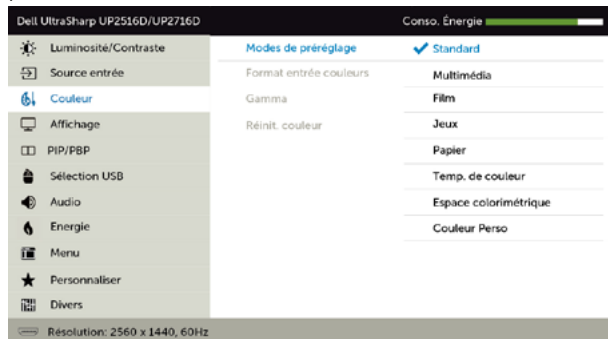 Dell UltraSharp UP2516D/UP2716D Conso. Énergie
Luminosité/Contraste Modes de préréglage Standard
Source entrée Format entrée couleurs Multimédia
Couleur Gamma Film
Affichage Réinit. couleur Jeux
PIP/PBP Papier
Sélection USB Temp. de couleur
Audio Espace colorimétrique
Energie Couleur Perso
Menu
Personnaliser
Divers
Résolution: 2560 x 1440, 60Hz